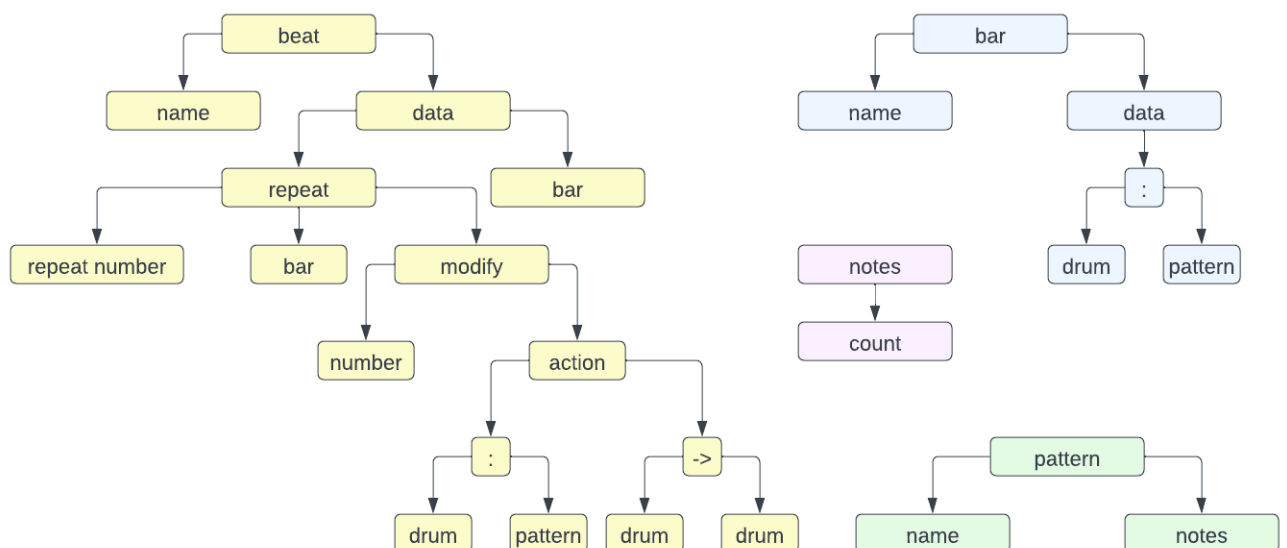 beat
bar
name
data
name
data
repeat
bar
:
repeat number
bar
modify
notes
drum
pattern
number
action
count
:
->
pattern
drum
pattern
drum
drum
name
notes